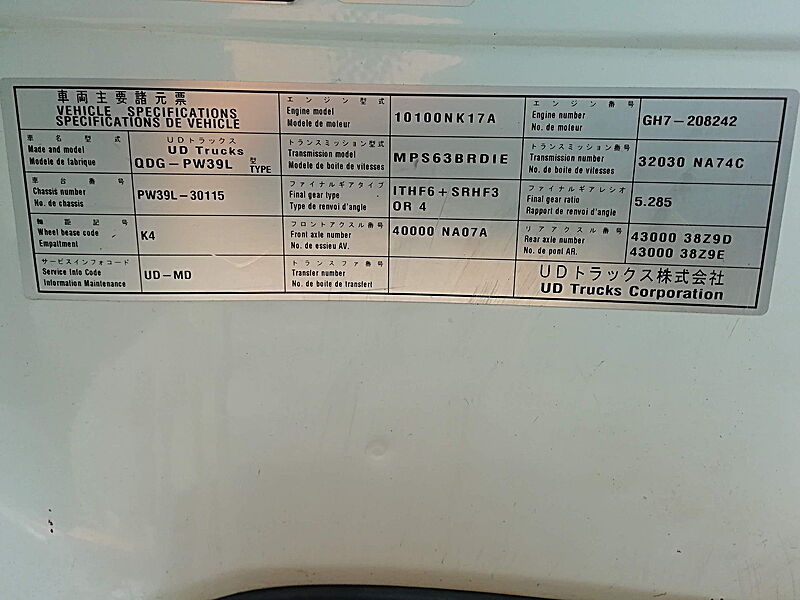 車両主要諸元票
VEHICLE SPECIFICATIONS
SPECIFICATIONS DE VEHICLE
車名型式
Made and model
Modele de fabrique
UDトラックス
UD Trucks
QDG-PW39L 型 TYPE
車台番号
Chassis number
No. de chassis
PW39L-30115
軸距記号
Wheel base code
Empattment
K4
サービスインフォコード
Service Info Code
Information Maintenance
UD-MD
エンジン型式
Engine model
Modele de moteur
10100NK17A
トランスミッション型式
Transmission model
Modele de boite de vitesses
MPS63BRDIE
ファイナルギアタイプ
Final gear type
Type de renvoi d'angle
ITHF6+SRHF3
OR 4
フロントアクスル番号
Front axle number
No. de essieu AV.
40000 NA07A
トランスファ番号
Transfer number
No. de boite de transfert
エンジン番号
Engine number
No. de moteur
GH7-208242
トランスミッション番号
Transmission number
No. de boite de vitesses
32030 NA74C
ファイナルギアレシオ
Final gear ratio
Rapport de renvoi d'angle
5.285
リアアクスル番号
Rear axle number
No. de pont AR.
43000 38Z9D
43000 38Z9E
UDトラックス株式会社
UD Trucks Corporation